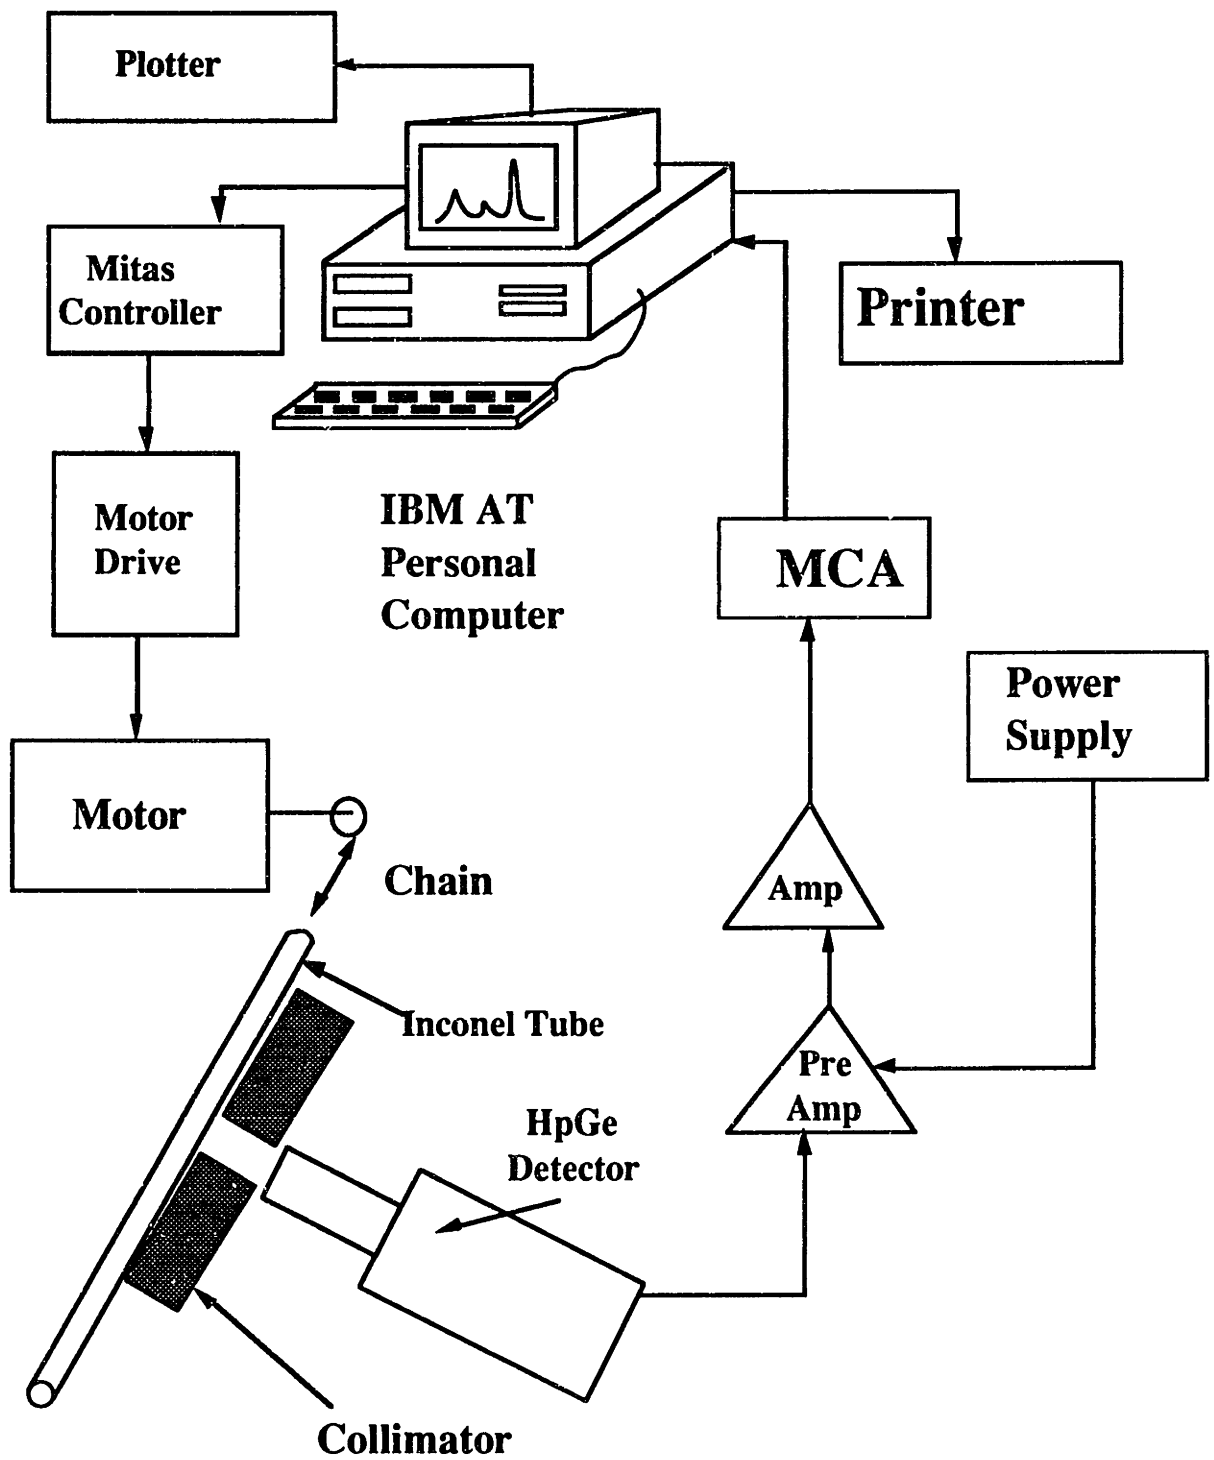 Plotter
Mitas
Controller
Printer
Motor
Drive
IBM AT
Personal
Computer
MCA
Power
Supply
Motor
Chain
Amp
Inconel Tube
Pre
Amp
HpGe
Detector
Collimator